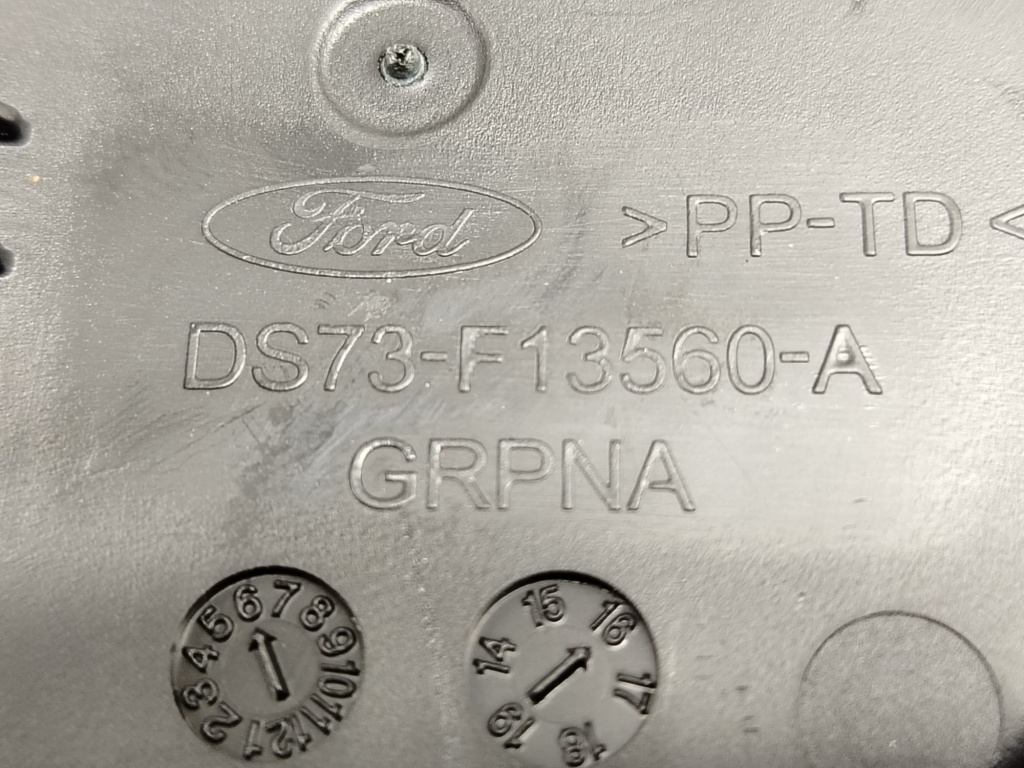 Ford >PP-TD<
DS73-F13560-A
GRPNA
1 2 3 4 5 6 7 8 9 10 11 12
14 15 16 17 18 19